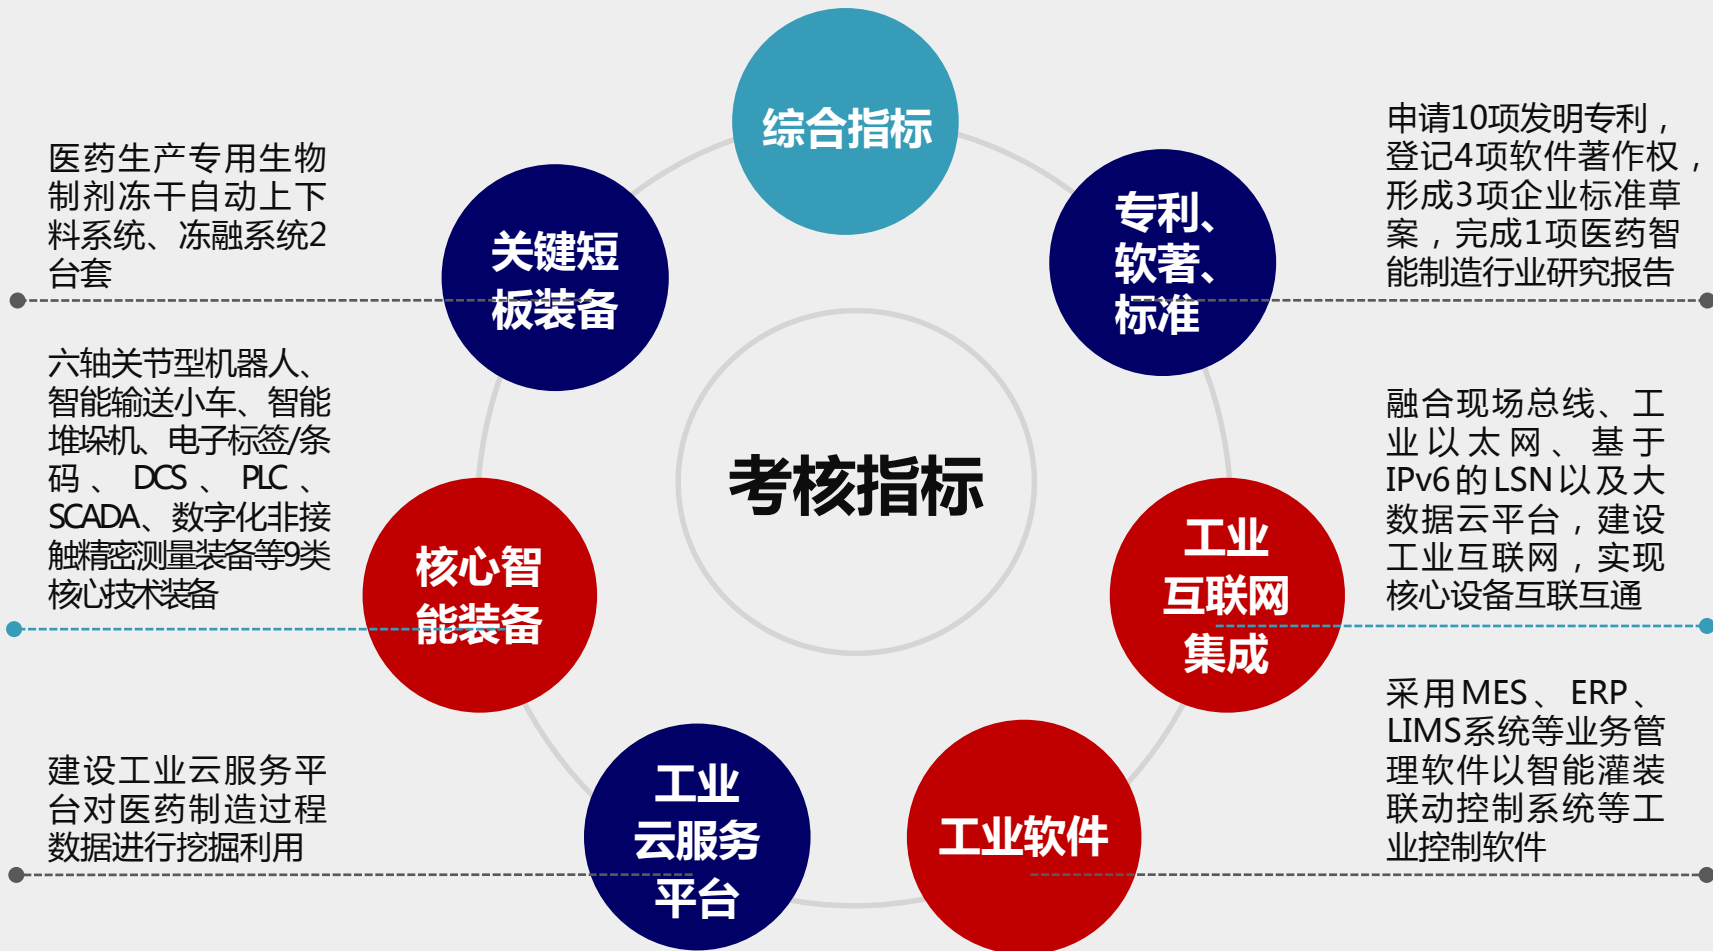 综合指标
医药生产专用生物
制剂冻干自动上下
料系统、冻融系统2
台套
关键短
板装备
专利、
软著、
标准
申请10项发明专利，
登记4项软件著作权，
形成3项企业标准草
案，完成1项医药智
能制造行业研究报告
六轴关节型机器人、
智能输送小车、智能
堆垛机、电子标签/条
码、DCS、PLC、
SCADA、数字化非接
触精密测量装备等9类
核心技术装备
核心智
能装备
考核指标
工业
互联网
集成
融合现场总线、工
业以太网、基于
IPv6的LSN以及大
数据云平台，建设
工业互联网，实现
核心设备互联互通
建设工业云服务平
台对医药制造过程
数据进行挖掘利用
工业
云服务
平台
工业软件
采用MES、ERP、
LIMS系统等业务管
理软件以智能灌装
联动控制系统等工
业控制软件